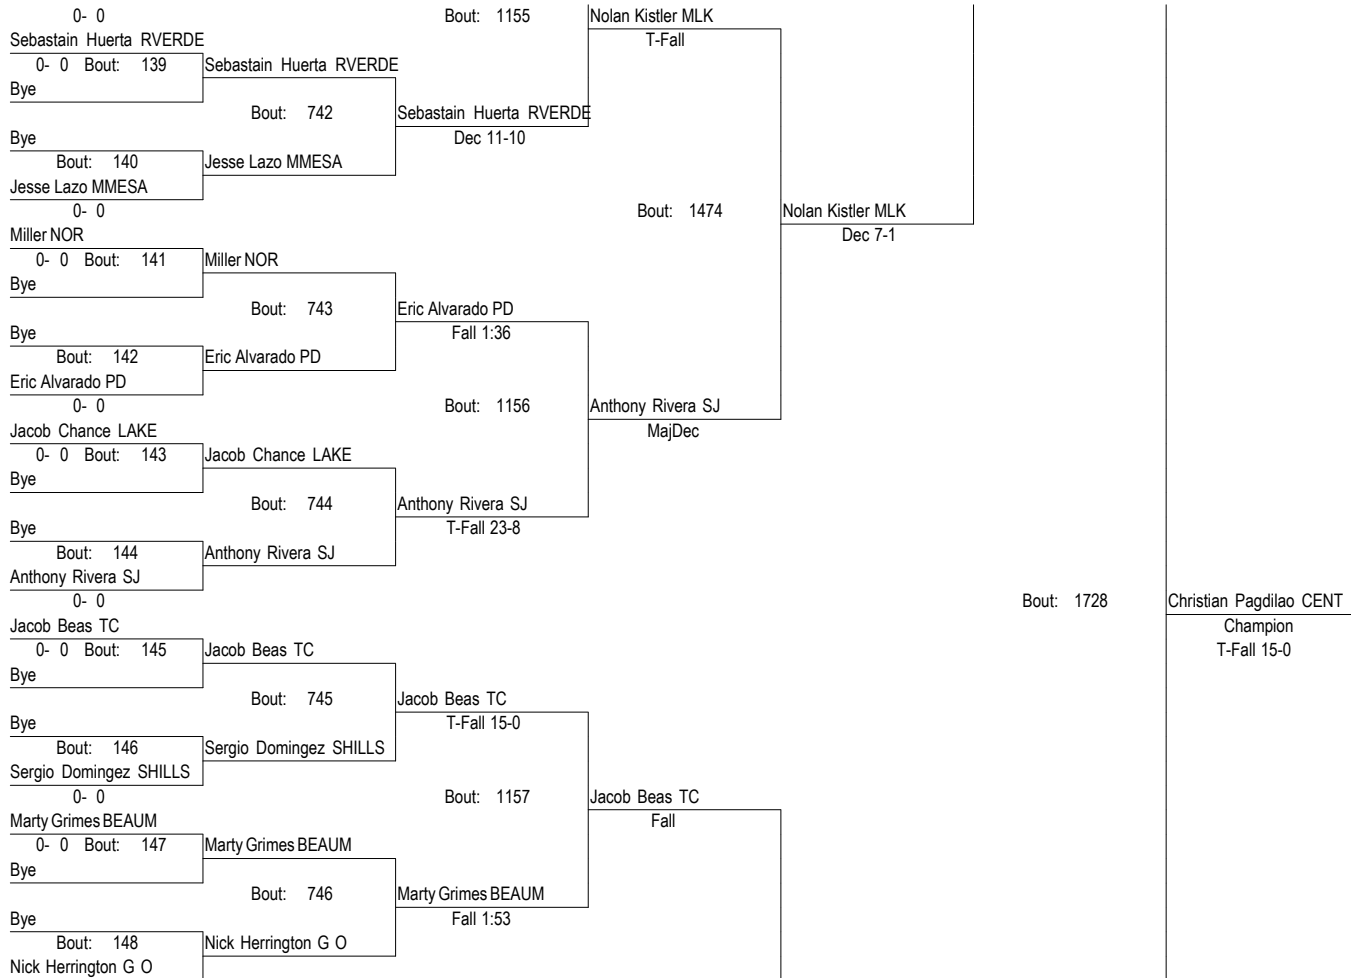 0- 0 Bout: 1155 Nolan Kistler MLK
Sebastain Huerta RVERDE T-Fall
0- 0 Bout: 139 Sebastain Huerta RVERDE
Bye
Bout: 742 Sebastain Huerta RVERDE
Bye Dec 11-10
Bout: 140 Jesse Lazo MMESA
Jesse Lazo MMESA
0- 0 Bout: 1474 Nolan Kistler MLK
Miller NOR Dec 7-1
0- 0 Bout: 141 Miller NOR
Bye
Bout: 743 Eric Alvarado PD
Bye Fall 1:36
Bout: 142 Eric Alvarado PD
Eric Alvarado PD
0- 0 Bout: 1156 Anthony Rivera SJ
Jacob Chance LAKE MajDec
0- 0 Bout: 143 Jacob Chance LAKE
Bye
Bout: 744 Anthony Rivera SJ
Bye T-Fall 23-8
Bout: 144 Anthony Rivera SJ
Anthony Rivera SJ
0- 0 Bout: 1728 Christian Pagdilao CENT
Jacob Beas TC Champion
0- 0 Bout: 145 Jacob Beas TC T-Fall 15-0
Bye
Bout: 745 Jacob Beas TC
Bye T-Fall 15-0
Bout: 146 Sergio Domingez SHILLS
Sergio Domingez SHILLS
0- 0 Bout: 1157 Jacob Beas TC
Marty Grimes BEAUM Fall
0- 0 Bout: 147 Marty Grimes BEAUM
Bye
Bout: 746 Marty Grimes BEAUM
Bye Fall 1:53
Bout: 148 Nick Herrington G O
Nick Herrington G O